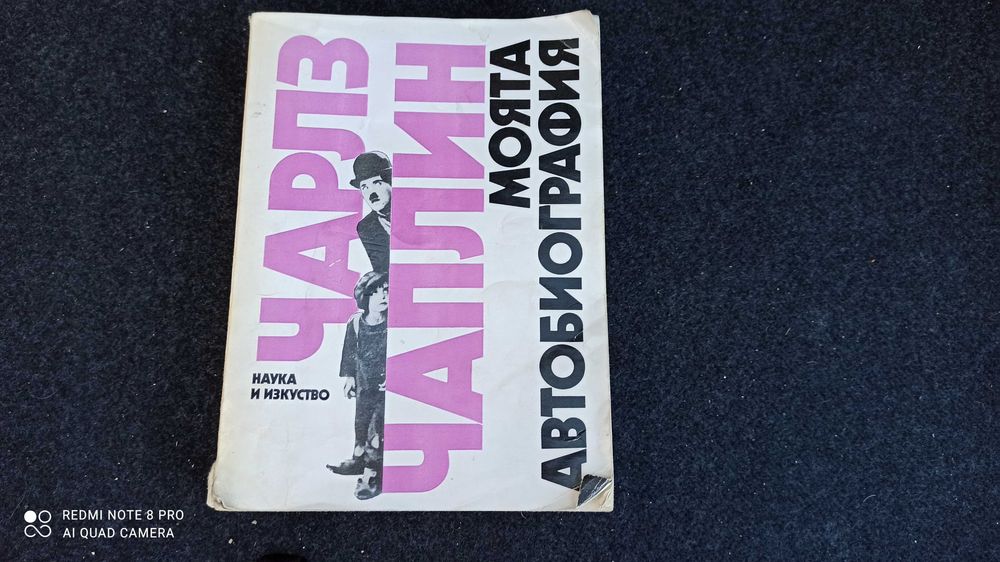 ЧАРЛЗ
ЧАПЛИН
МОЯТА
АВТОБИОГРАФИЯ
НАУКА
И ИЗКУСТВО
REDMI NOTE 8 PRO
AI QUAD CAMERA